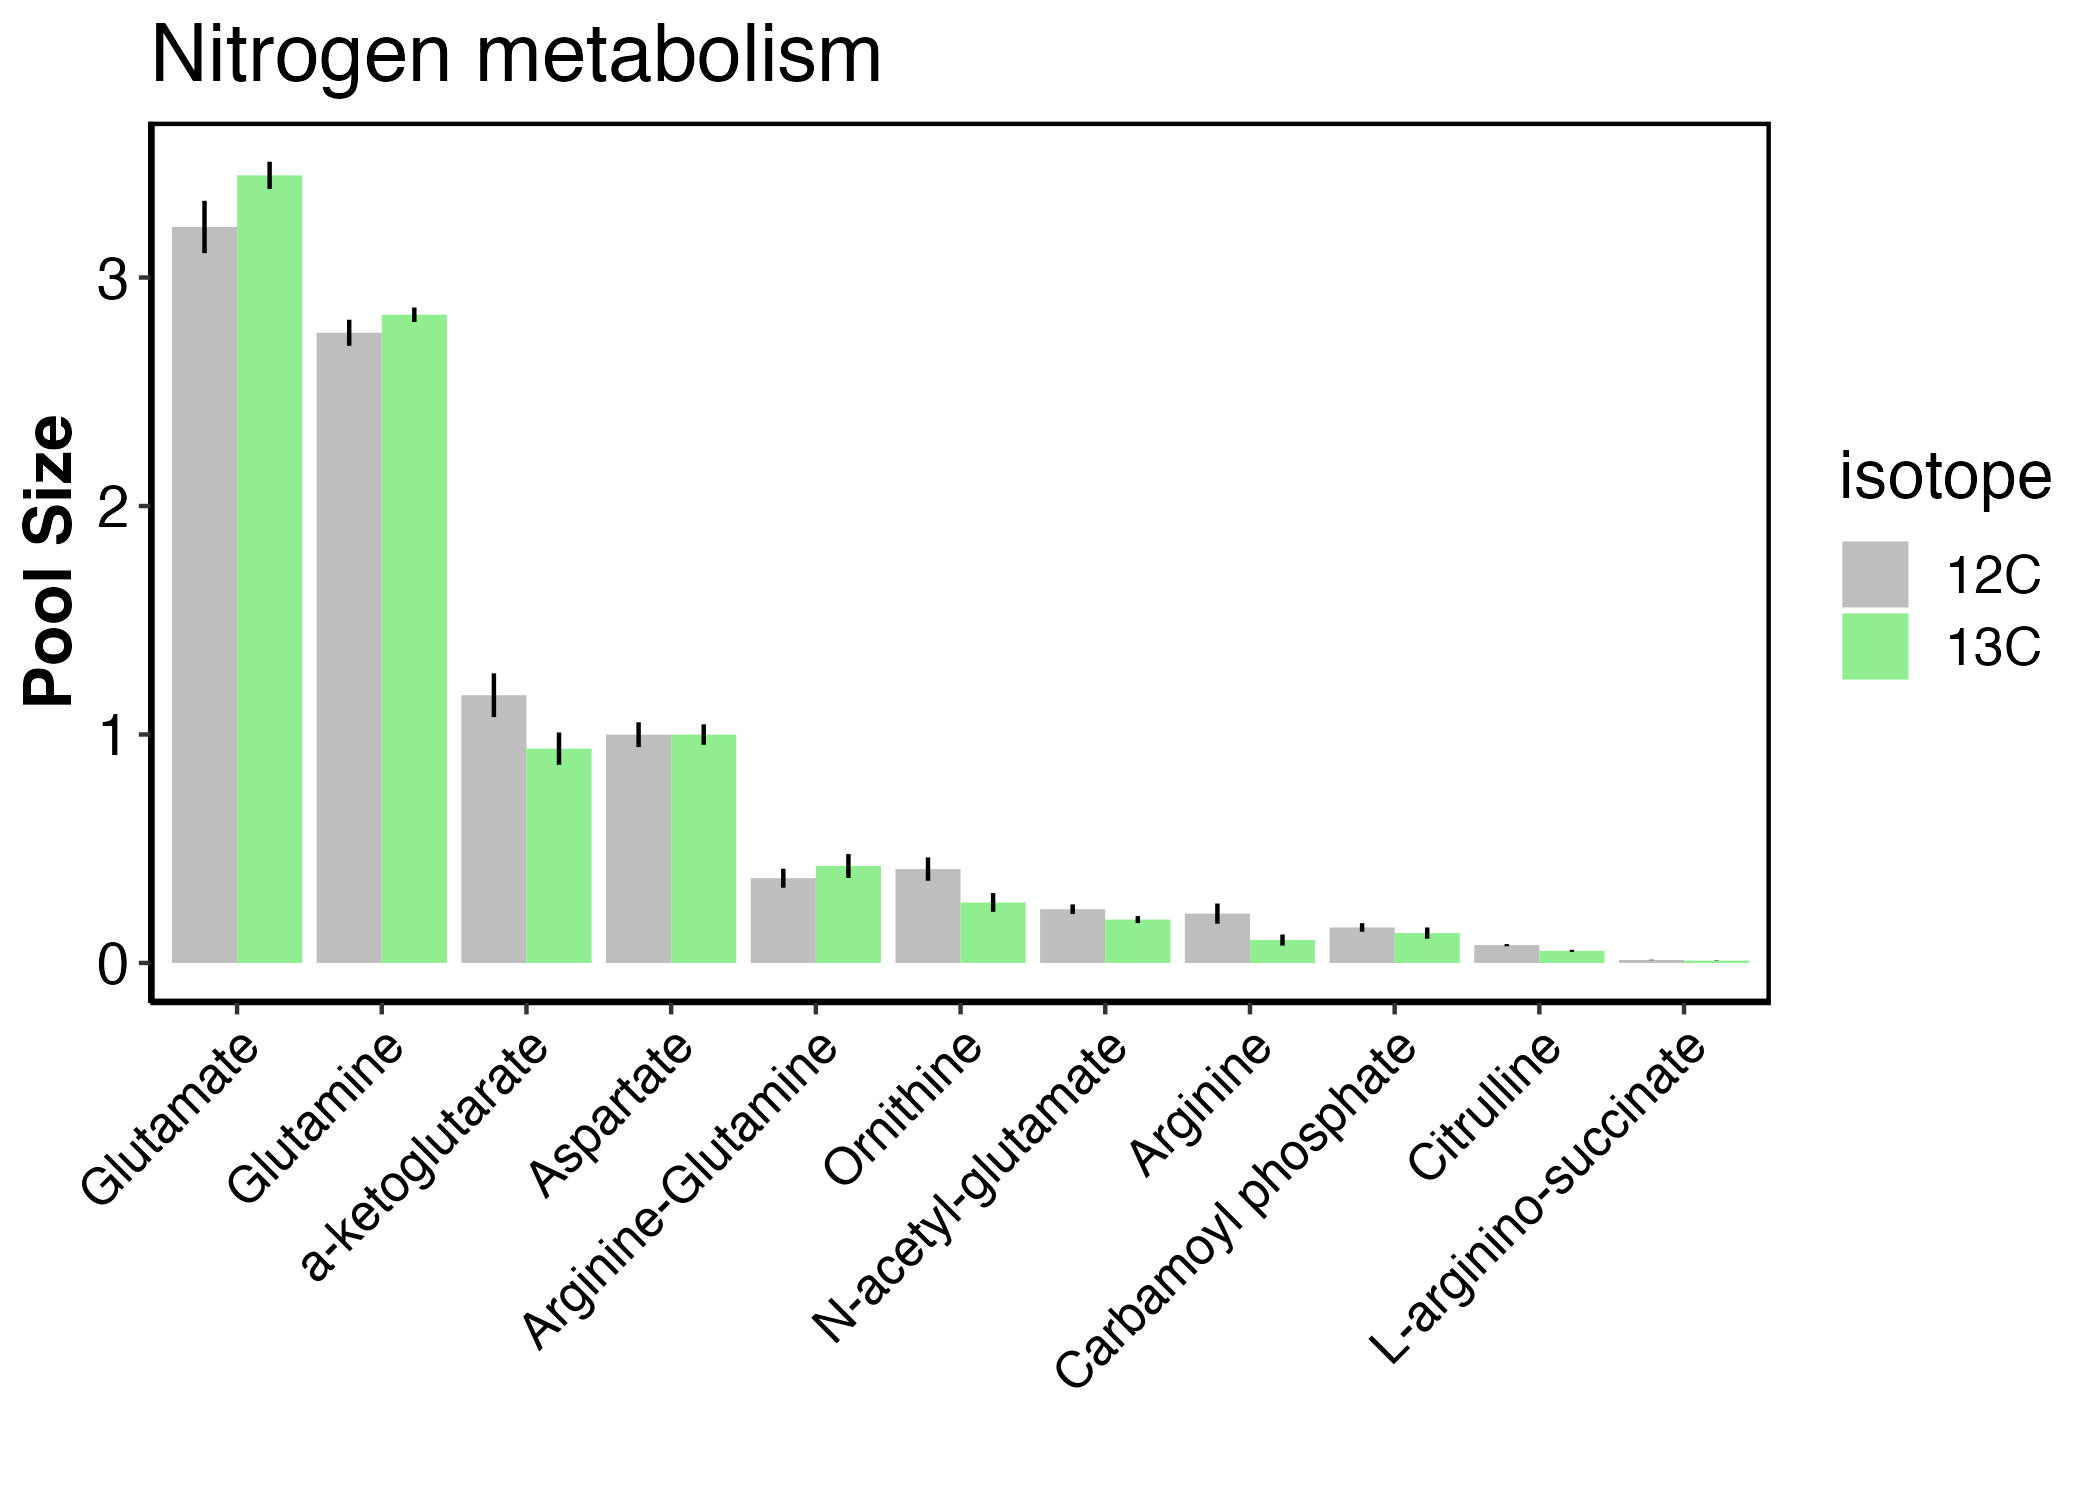 Nitrogen metabolism
Pool Size
3
2
1
0
Glutamate
Glutamine
a-ketoglutarate
Aspartate
Arginine-Glutamine
Ornithine
N-acetyl-glutamate
Arginine
Carbamoyl phosphate
Citrulline
L-arginino-succinate
isotope
12C
13C